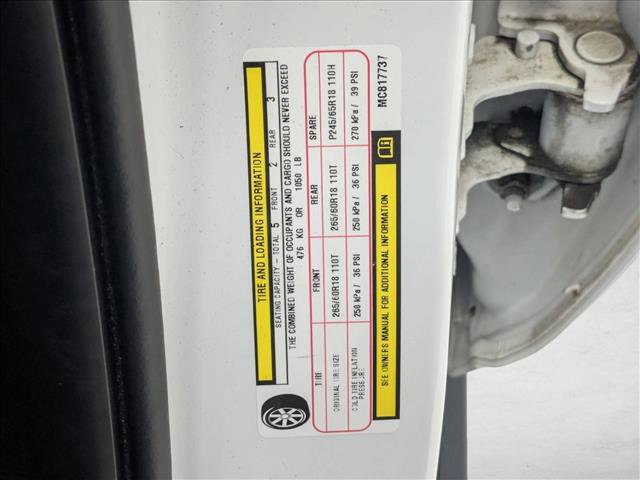 TIRE AND LOADING INFORMATION
SEATING CAPACITY - TOTAL 5 FRONT 2 REAR 3
THE COMBINED WEIGHT OF OCCUPANTS AND CARGO SHOULD NEVER EXCEED
476 KG OR 1050 LB
TIRE FRONT REAR SPARE
ORIGINAL TIRE SIZE 265/60R18 110T 265/60R18 110T P245/65R18 110H
COLD TIRE INFLATION PRESSURE 250 kPa / 36 PSI 250 kPa / 36 PSI 270 kPa / 39 PSI
SEE OWNERS MANUAL FOR ADDITIONAL INFORMATION
MC817737